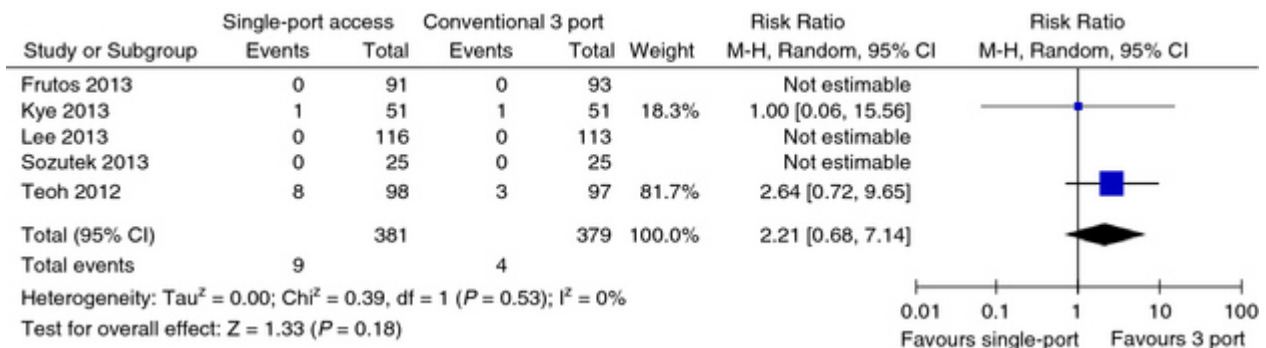 Single-port access Conventional 3 port Risk Ratio Risk Ratio
Study or Subgroup Events Total Events Total Weight M-H, Random, 95% CI M-H, Random, 95% CI
Frutos 2013 0 91 0 93 Not estimable
Kye 2013 1 51 1 51 18.3% 1.00 [0.06, 15.56]
Lee 2013 0 116 0 113 Not estimable
Sozutek 2013 0 25 0 25 Not estimable
Teoh 2012 8 98 3 97 81.7% 2.64 [0.72, 9.65]
Total (95% CI) 381 379 100.0% 2.21 [0.68, 7.14]
Total events 9 4
Heterogeneity: Tau² = 0.00; Chi² = 0.39, df = 1 (P = 0.53); I² = 0%
Test for overall effect: Z = 1.33 (P = 0.18)
0.01 0.1 1 10 100
Favours single-port Favours 3 port